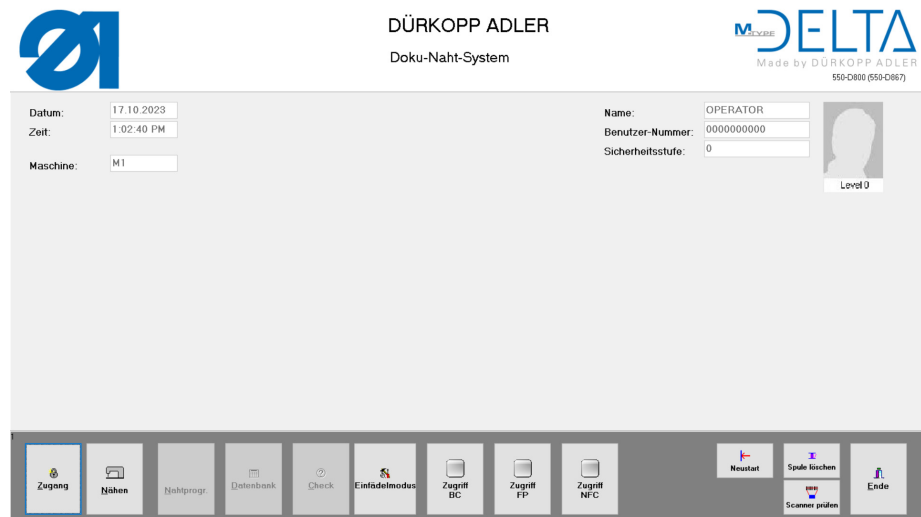 DÜRKOPP ADLER
Doku-Naht-System
M-TYPE DELTA
Made by DÜRKOPP ADLER
550-D800 (550-D867)
Datum: 17.10.2023
Zeit: 1:02:40 PM
Maschine: M1
Name: OPERATOR
Benutzer-Nummer: 0000000000
Sicherheitsstufe: 0
Level 0
1
Zugang
Nähen
Nahtprogr.
Datenbank
Check
Einfädelmodus
Zugriff
BC
Zugriff
FP
Zugriff
NFC
Neustart
Spule löschen
Scanner prüfen
Ende